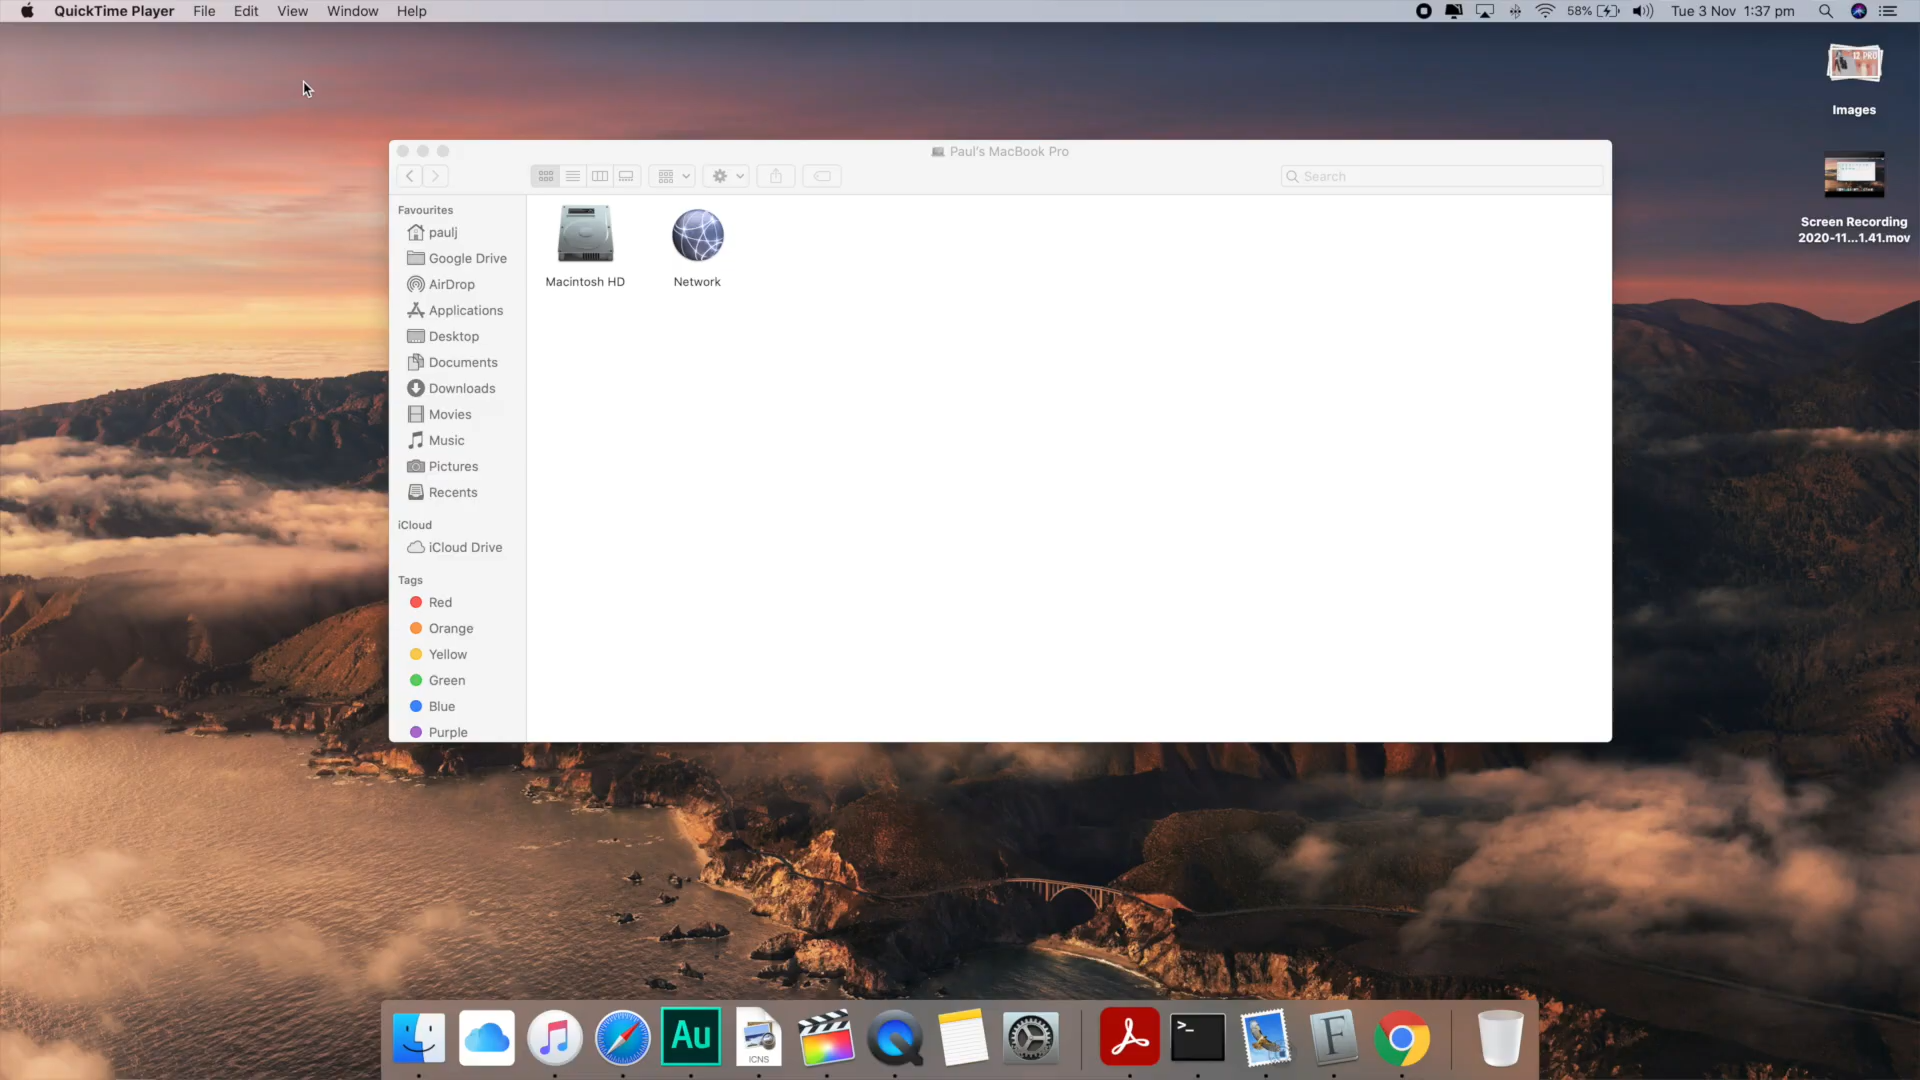 QuickTime Player File Edit View Window Help 58% Tue 3 Nov 1:37 pm
12 PRO
Images
Screen Recording
2020-11...1.41.mov
Paul's MacBook Pro
Search
Favourites
paulj
Google Drive
AirDrop
Applications
Desktop
Documents
Downloads
Movies
Music
Pictures
Recents
iCloud
iCloud Drive
Tags
Red
Orange
Yellow
Green
Blue
Purple
Macintosh HD
Network
Au
ICNS
>_
F